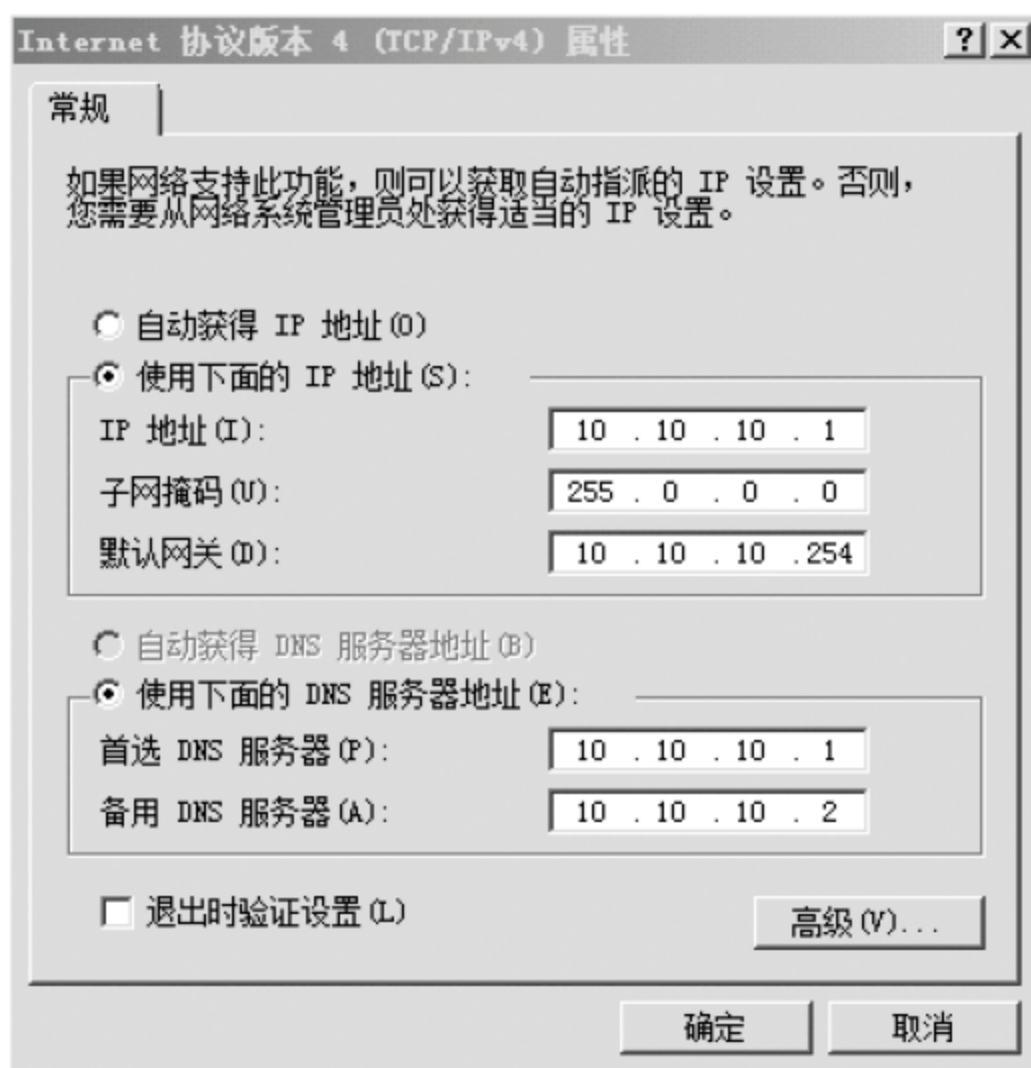 Internet 协议版本 4 (TCP/IPv4) 属性
常规
如果网络支持此功能，则可以获取自动指派的 IP 设置。否则，
您需要从网络系统管理员处获得适当的 IP 设置。
自动获得 IP 地址(O)
使用下面的 IP 地址(S):
IP 地址(I): 10 . 10 . 10 . 1
子网掩码(U): 255 . 0 . 0 . 0
默认网关(D): 10 . 10 . 10 .254
自动获得 DNS 服务器地址(B)
使用下面的 DNS 服务器地址(E):
首选 DNS 服务器(P): 10 . 10 . 10 . 1
备用 DNS 服务器(A): 10 . 10 . 10 . 2
退出时验证设置(L)
高级(V)...
确定 取消